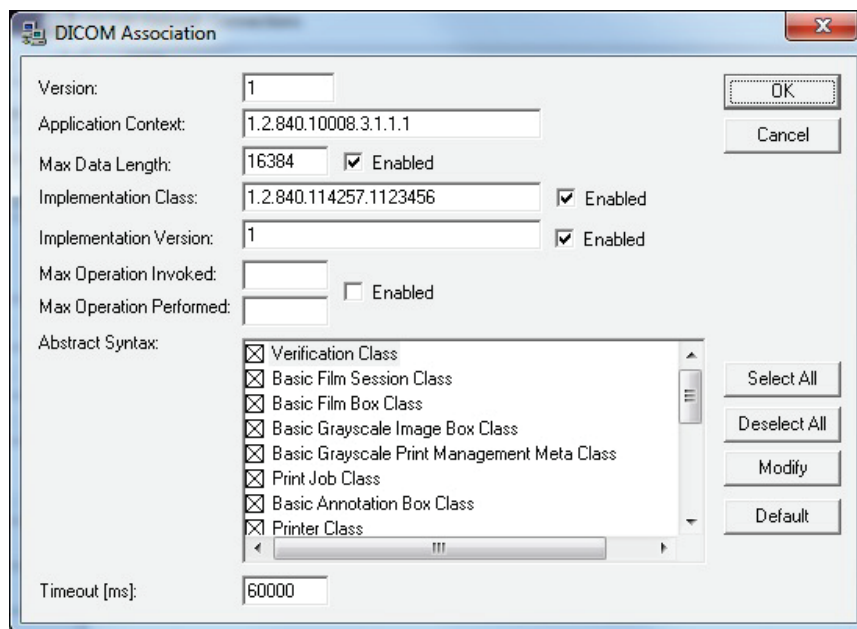 DICOM Association
Version: 1
OK
Application Context: 1.2.840.10008.3.1.1.1
Cancel
Max Data Length: 16384 Enabled
Implementation Class: 1.2.840.114257.1123456 Enabled
Implementation Version: 1 Enabled
Max Operation Invoked:
Enabled
Max Operation Performed:
Abstract Syntax:
Verification Class
Basic Film Session Class
Basic Film Box Class
Basic Grayscale Image Box Class
Basic Grayscale Print Management Meta Class
Print Job Class
Basic Annotation Box Class
Printer Class
Select All
Deselect All
Modify
Default
Timeout [ms]: 60000